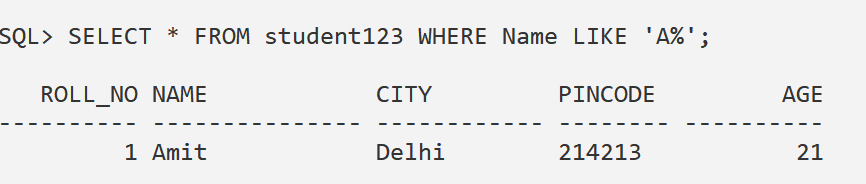 SQL> SELECT * FROM student123 WHERE Name LIKE 'A%';
ROLL_NO NAME CITY PINCODE AGE
---------- --------------- ------------ -------- ----------
1 Amit Delhi 214213 21